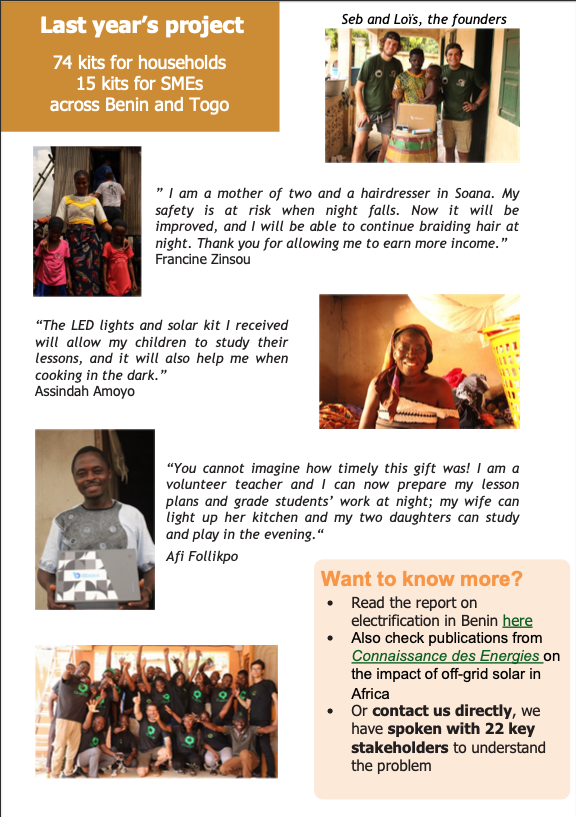 Last year's project
74 kits for households
15 kits for SMEs
across Benin and Togo
Seb and Loïs, the founders
” I am a mother of two and a hairdresser in Soana. My
safety is at risk when night falls. Now it will be
improved, and I will be able to continue braiding hair at
night. Thank you for allowing me to earn more income.”
Francine Zinsou
“The LED lights and solar kit I received
will allow my children to study their
lessons, and it will also help me when
cooking in the dark.”
Assindah Amoyo
“You cannot imagine how timely this gift was! I am a
volunteer teacher and I can now prepare my lesson
plans and grade students’ work at night; my wife can
light up her kitchen and my two daughters can study
and play in the evening.“
Afi Follikpo
Want to know more?
• Read the report on
electrification in Benin here
• Also check publications from
Connaissance des Energies on
the impact of off-grid solar in
Africa
• Or contact us directly, we
have spoken with 22 key
stakeholders to understand
the problem